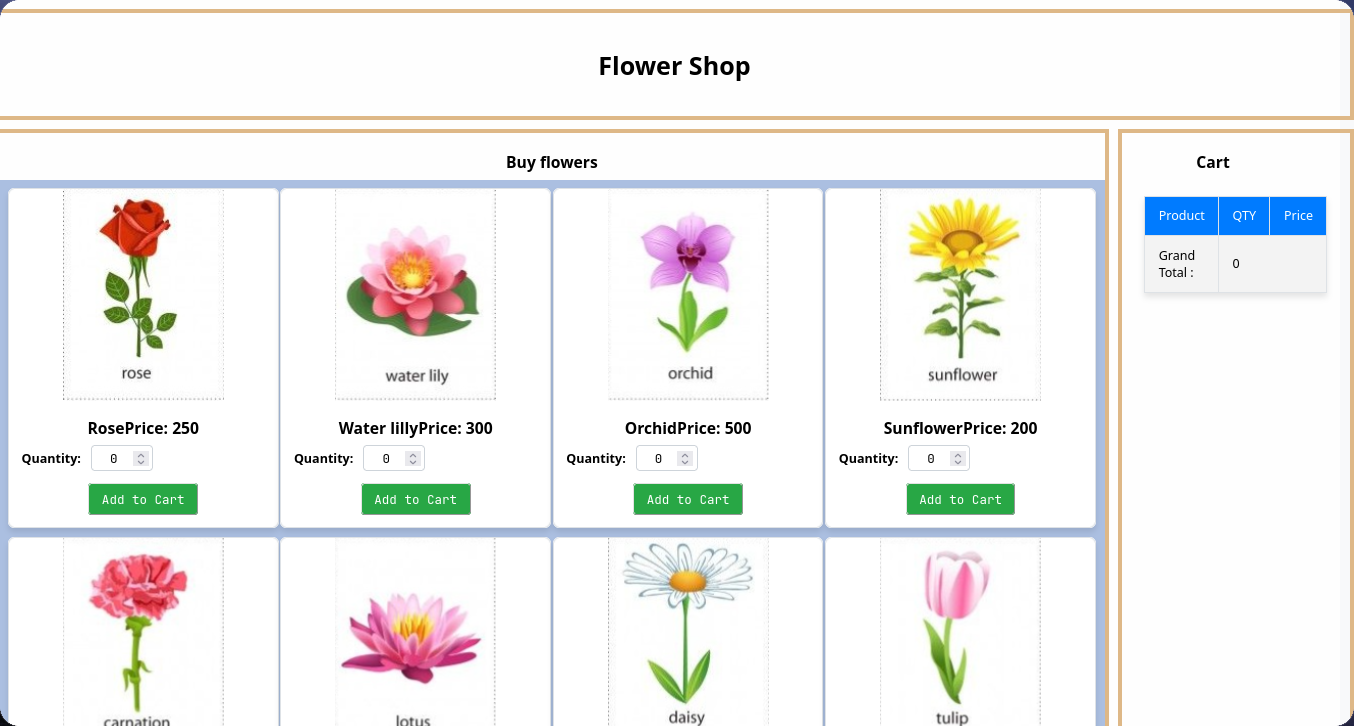 Flower Shop
Buy flowers
rose
RosePrice: 250
Quantity: 0
Add to Cart
water lily
Water lillyPrice: 300
Quantity: 0
Add to Cart
orchid
OrchidPrice: 500
Quantity: 0
Add to Cart
sunflower
SunflowerPrice: 200
Quantity: 0
Add to Cart
carnation
lotus
daisy
tulip
Cart
Product QTY Price
Grand
Total : 0